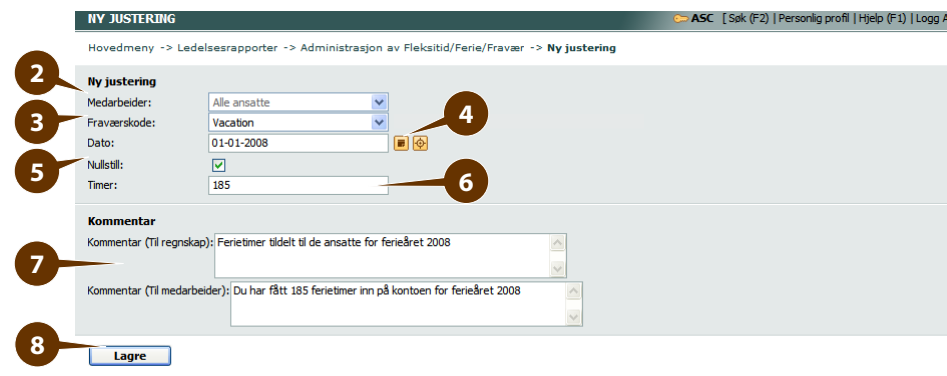 NY JUSTERING ASC [ Søk (F2) | Personlig profil | Hjelp (F1) | Logg A
Hovedmeny -> Ledelsesrapporter -> Administrasjon av Fleksitid/Ferie/Fravær -> Ny justering
2
Ny justering
Medarbeider: Alle ansatte
3
Fraværskode: Vacation
4
Dato: 01-01-2008
5
Nullstill:
Timer: 185
6
Kommentar
Kommentar (Til regnskap): Ferietimer tildelt til de ansatte for ferieåret 2008
7
Kommentar (Til medarbeider): Du har fått 185 ferietimer inn på kontoen for ferieåret 2008
8
Lagre